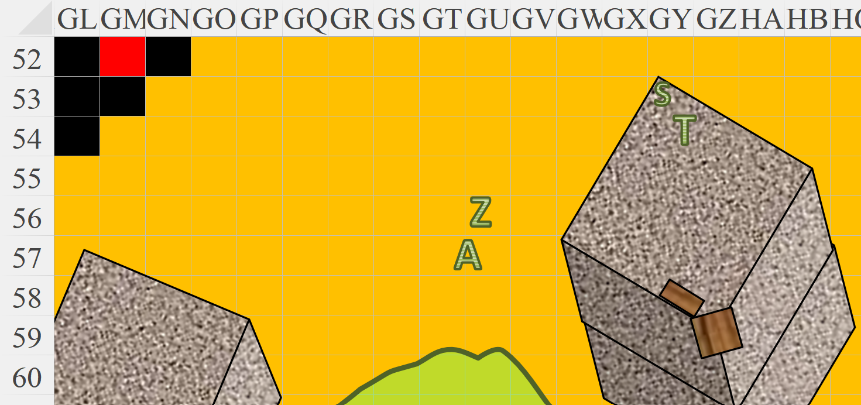 GL GM GN GO GP GQ GR GS GT GU GV GW GX GY GZ HA HB
52
53 S
54 T
55
56 Z
57 A
58
59
60